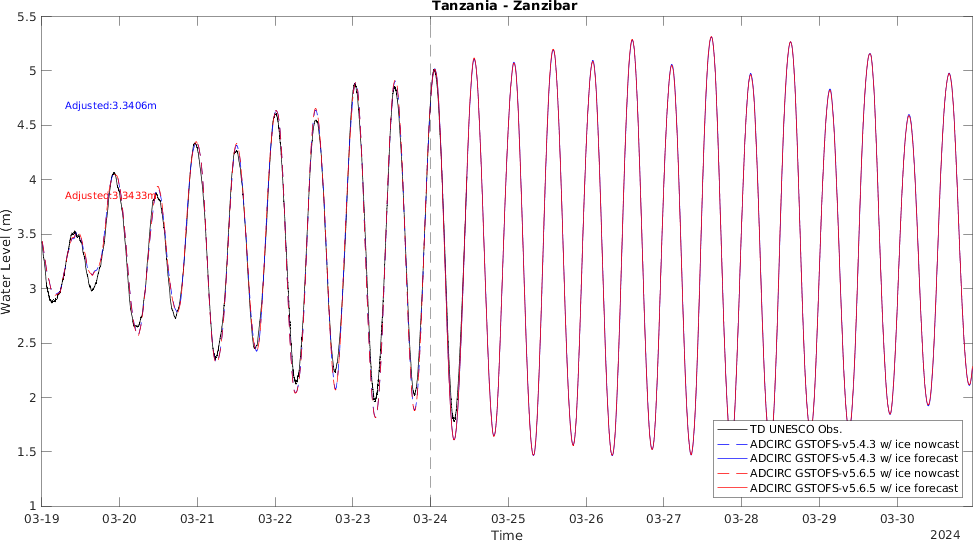 Tanzania - Zanzibar
5.5
5
4.5
4
3.5
3
2.5
2
1.5
1
Water Level (m)
Adjusted:3.3406m
Adjusted:3.3433m
TD UNESCO Obs.
ADCIRC GSTOFS-v5.4.3 w/ ice nowcast
ADCIRC GSTOFS-v5.4.3 w/ ice forecast
ADCIRC GSTOFS-v5.6.5 w/ ice nowcast
ADCIRC GSTOFS-v5.6.5 w/ ice forecast
03-19 03-20 03-21 03-22 03-23 03-24 03-25 03-26 03-27 03-28 03-29 03-30
Time
2024